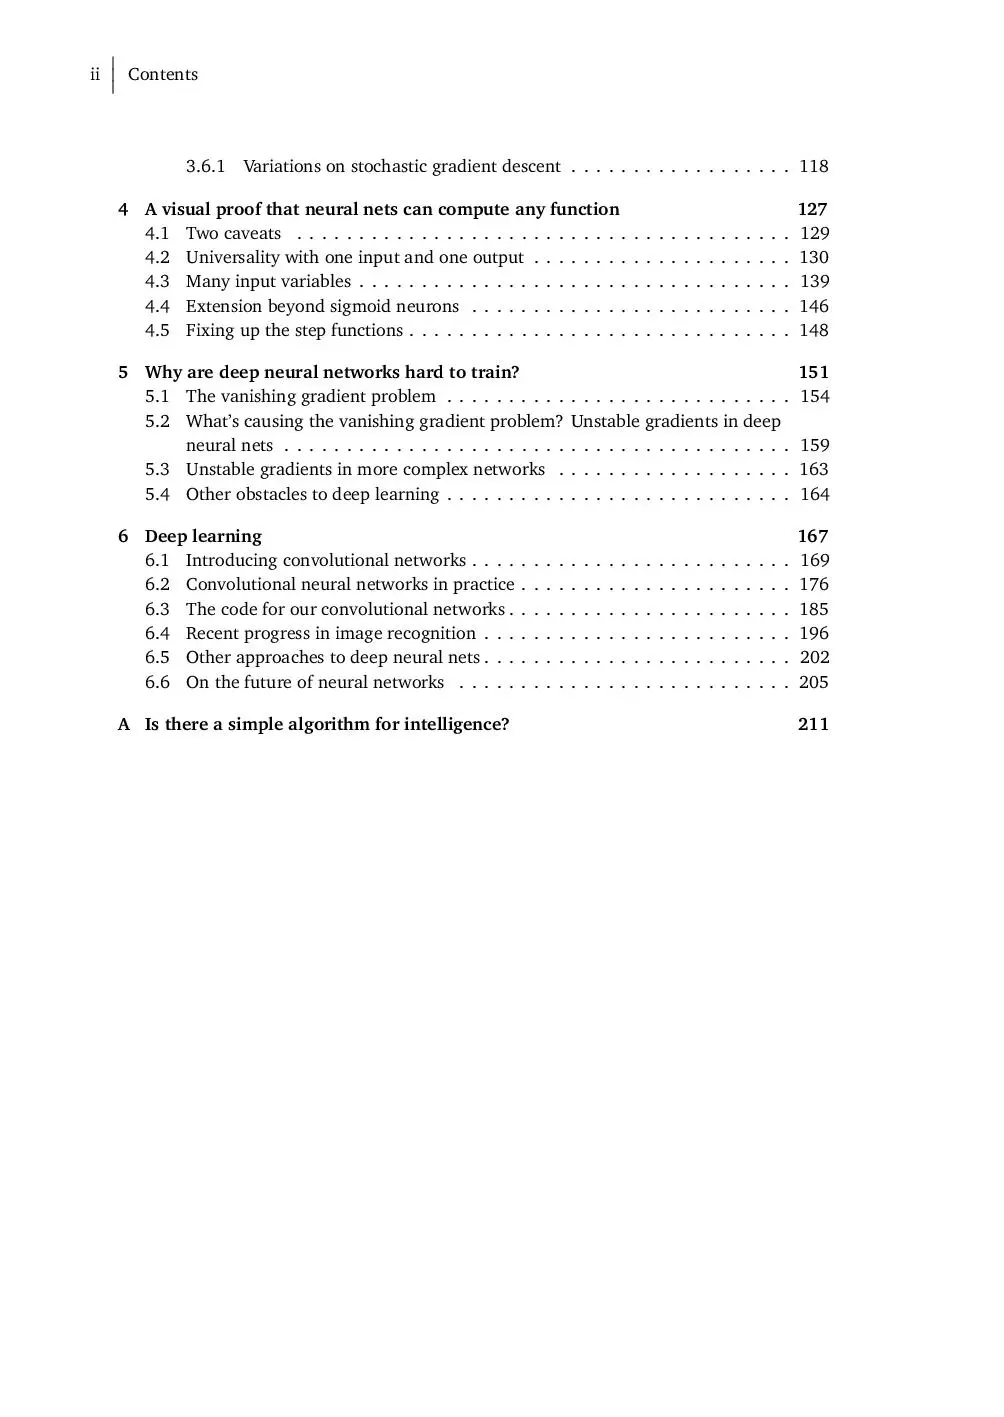 ii Contents
3.6.1 Variations on stochastic gradient descent . . . . . . . . . . . . . . . . . . 118
4 A visual proof that neural nets can compute any function 127
4.1 Two caveats . . . . . . . . . . . . . . . . . . . . . . . . . . . . . . . . . . . . . . . . 129
4.2 Universality with one input and one output . . . . . . . . . . . . . . . . . . . . . 130
4.3 Many input variables . . . . . . . . . . . . . . . . . . . . . . . . . . . . . . . . . . . 139
4.4 Extension beyond sigmoid neurons . . . . . . . . . . . . . . . . . . . . . . . . . . 146
4.5 Fixing up the step functions . . . . . . . . . . . . . . . . . . . . . . . . . . . . . . . 148
5 Why are deep neural networks hard to train? 151
5.1 The vanishing gradient problem . . . . . . . . . . . . . . . . . . . . . . . . . . . . 154
5.2 What's causing the vanishing gradient problem? Unstable gradients in deep
neural nets . . . . . . . . . . . . . . . . . . . . . . . . . . . . . . . . . . . . . . . . . 159
5.3 Unstable gradients in more complex networks . . . . . . . . . . . . . . . . . . . 163
5.4 Other obstacles to deep learning . . . . . . . . . . . . . . . . . . . . . . . . . . . . 164
6 Deep learning 167
6.1 Introducing convolutional networks . . . . . . . . . . . . . . . . . . . . . . . . . . 169
6.2 Convolutional neural networks in practice . . . . . . . . . . . . . . . . . . . . . . 176
6.3 The code for our convolutional networks . . . . . . . . . . . . . . . . . . . . . . . 185
6.4 Recent progress in image recognition . . . . . . . . . . . . . . . . . . . . . . . . . 196
6.5 Other approaches to deep neural nets . . . . . . . . . . . . . . . . . . . . . . . . . 202
6.6 On the future of neural networks . . . . . . . . . . . . . . . . . . . . . . . . . . . 205
A Is there a simple algorithm for intelligence? 211